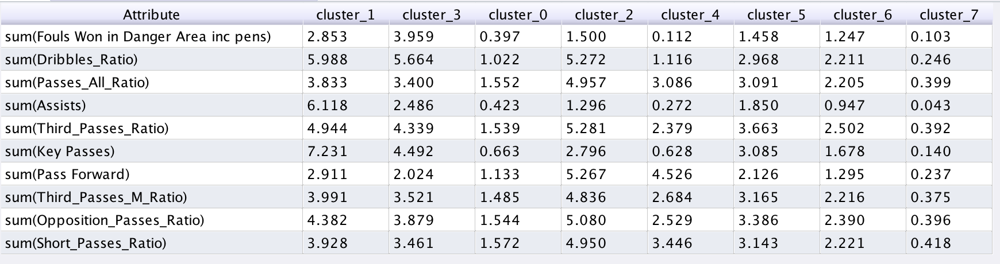 Attribute cluster_1 cluster_3 cluster_0 cluster_2 cluster_4 cluster_5 cluster_6 cluster_7
sum(Fouls Won in Danger Area inc pens) 2.853 3.959 0.397 1.500 0.112 1.458 1.247 0.103
sum(Dribbles_Ratio) 5.988 5.664 1.022 5.272 1.116 2.968 2.211 0.246
sum(Passes_All_Ratio) 3.833 3.400 1.552 4.957 3.086 3.091 2.205 0.399
sum(Assists) 6.118 2.486 0.423 1.296 0.272 1.850 0.947 0.043
sum(Third_Passes_Ratio) 4.944 4.339 1.539 5.281 2.379 3.663 2.502 0.392
sum(Key Passes) 7.231 4.492 0.663 2.796 0.628 3.085 1.678 0.140
sum(Pass Forward) 2.911 2.024 1.133 5.267 4.526 2.126 1.295 0.237
sum(Third_Passes_M_Ratio) 3.991 3.521 1.485 4.836 2.684 3.165 2.216 0.375
sum(Opposition_Passes_Ratio) 4.382 3.879 1.544 5.080 2.529 3.386 2.390 0.396
sum(Short_Passes_Ratio) 3.928 3.461 1.572 4.950 3.446 3.143 2.221 0.418